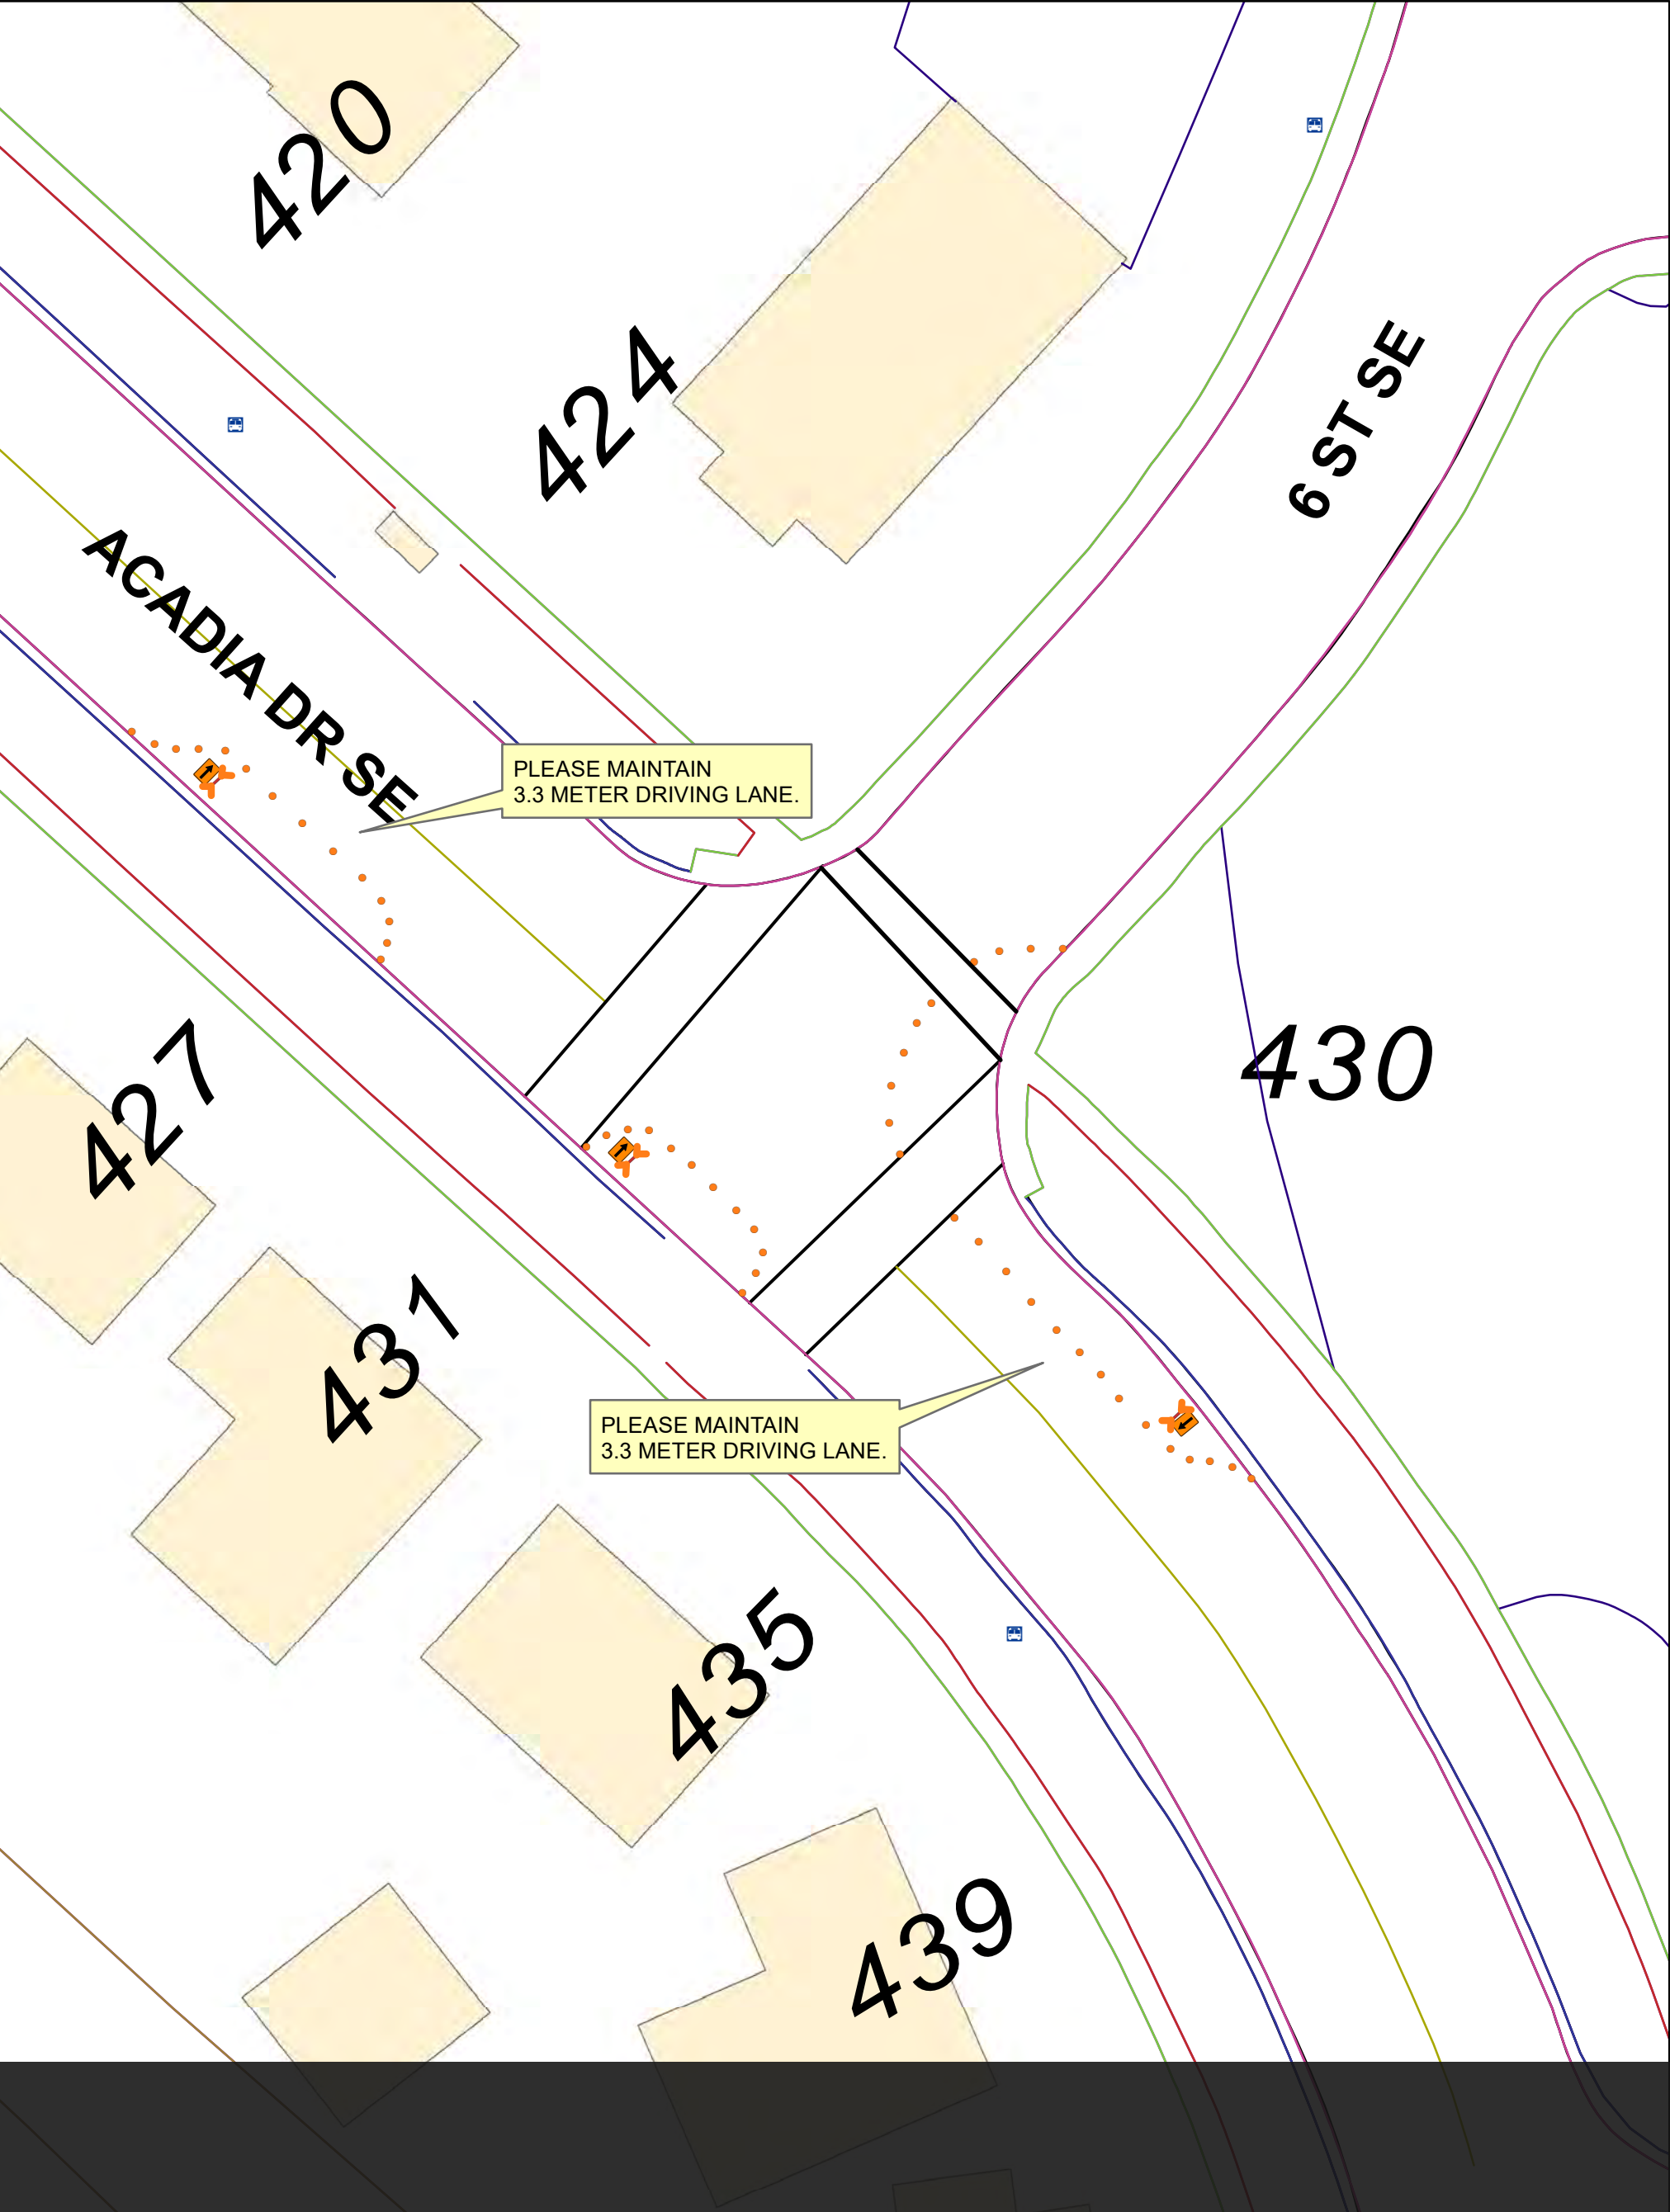 420
424
6 ST SE
ACADIA DR SE
PLEASE MAINTAIN
3.3 METER DRIVING LANE.
430
427
431
PLEASE MAINTAIN
3.3 METER DRIVING LANE.
435
439